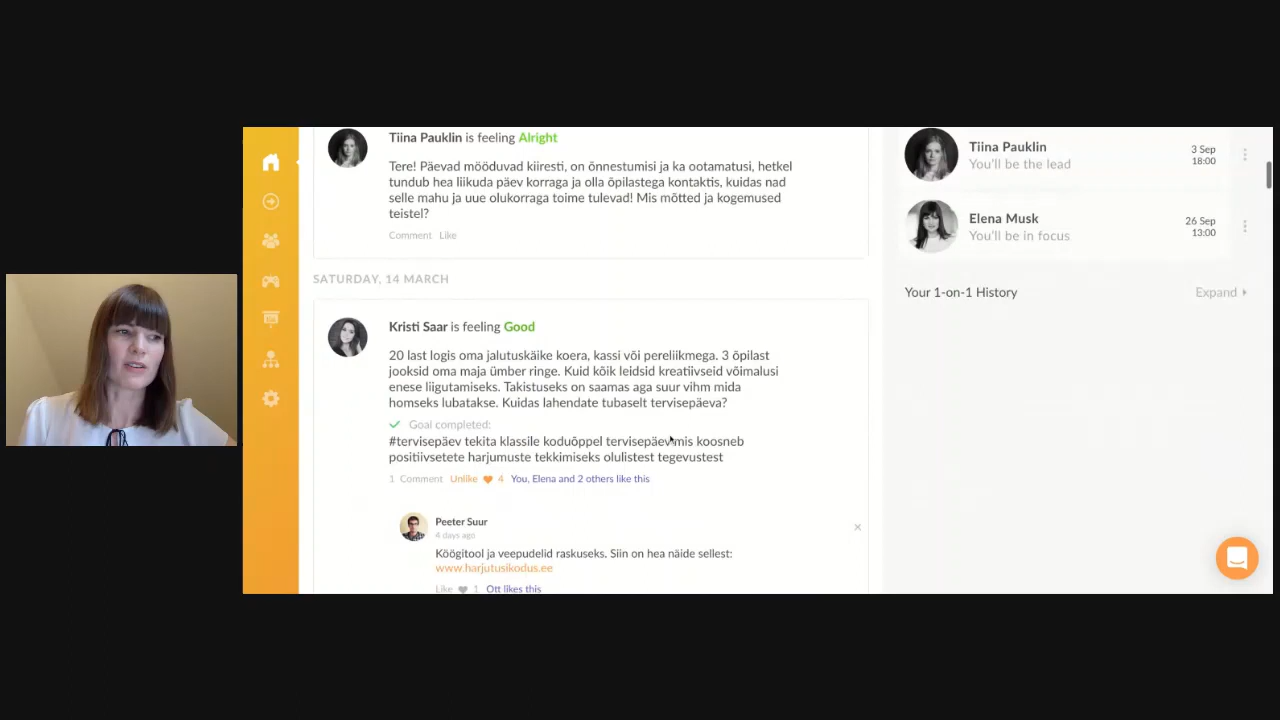 Tiina Pauklin is feeling Alright
Tere! Päevad mööduvad kiiresti, on õnnestumisi ja ka ootamatusi, hetkel
tundub hea liikuda päev korraga ja olla õpilastega kontaktis, kuidas nad
selle mahu ja uue olukorraga toime tulevad! Mis mõtted ja kogemused
teistel?
Comment Like
SATURDAY, 14 MARCH
Kristi Saar is feeling Good
20 last logis oma jalutuskäike koera, kassi või pereliikmega. 3 õpilast
jooksid oma maja ümber ringe. Kuid kõik leidsid kreatiivseid võimalusi
enese liigutamiseks. Takistuseks on saamas aga suur vihm mida
homseks lubatakse. Kuidas lahendate tubaselt tervisepäeva?
Goal completed:
#tervisepäev tekita klassile koduõppel tervisepäev mis koosneb
positiivsetete harjumuste tekkimiseks olulistest tegevustest
1 Comment Unlike 4 You, Elena and 2 others like this
Peeter Suur
4 days ago
Köögitool ja veepudelid raskuseks. Siin on hea näide sellest:
www.harjutusikodus.ee
Like 1 Ott likes this
Tiina Pauklin
You'll be the lead
3 Sep
18:00
Elena Musk
You'll be in focus
26 Sep
13:00
Your 1-on-1 History
Expand